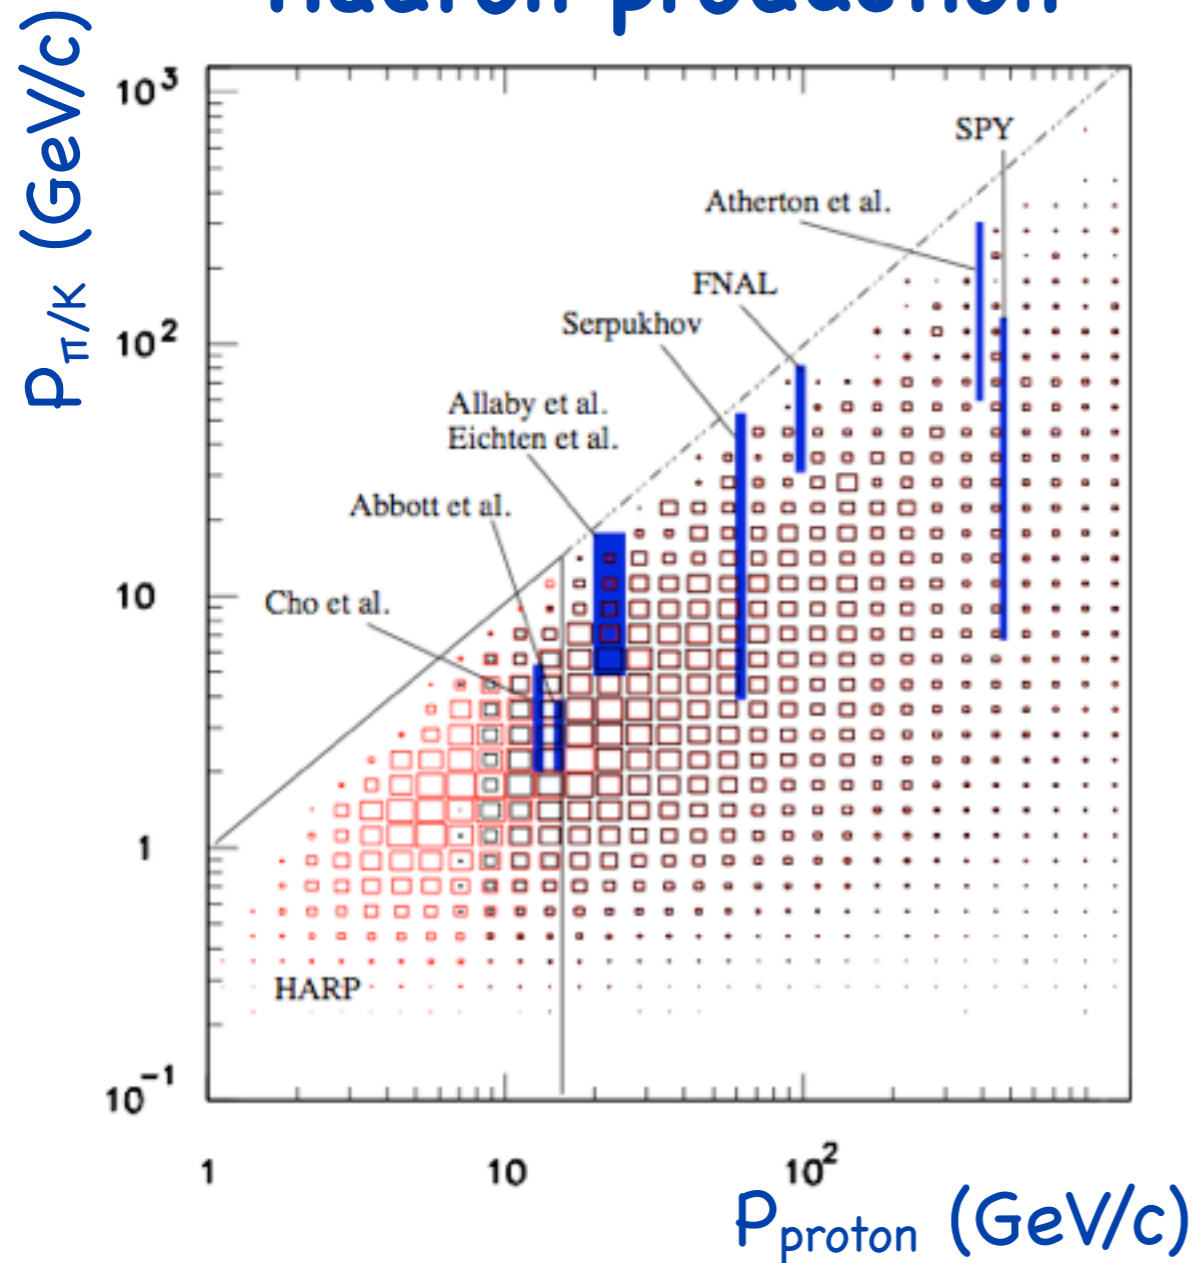 Hadron production
P_π/K (GeV/c)
10³
SPY
Atherton et al.
FNAL
Serpukhov
10²
Allaby et al.
Eichten et al.
Abbott et al.
10
Cho et al.
1
HARP
10⁻¹
1 10 10²
P_proton (GeV/c)